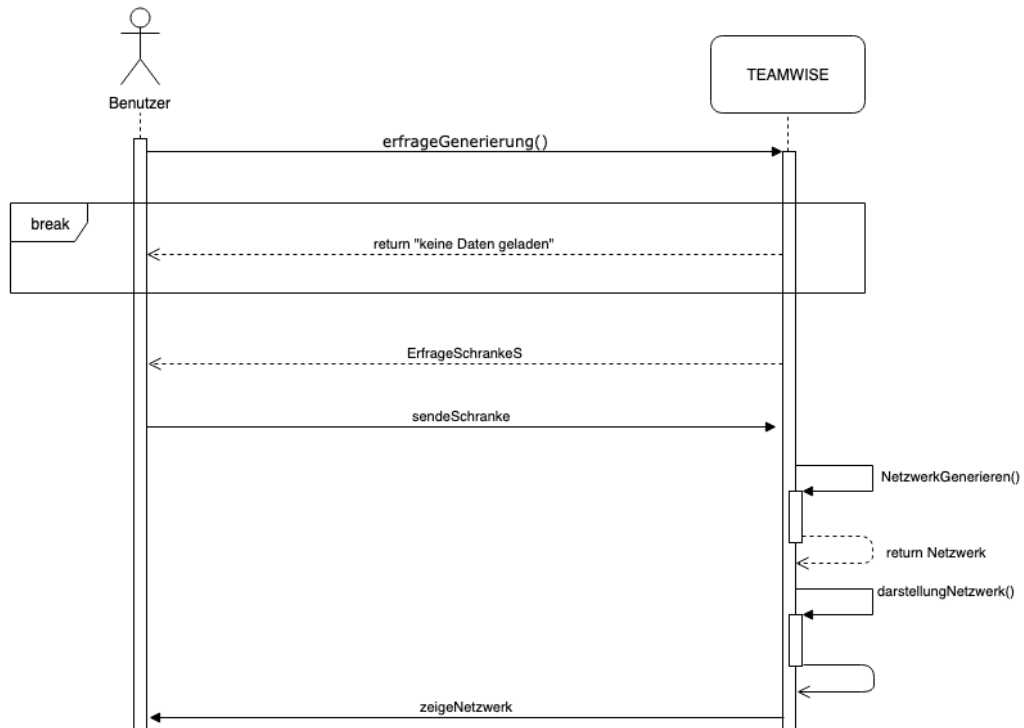 TEAMWISE
Benutzer
erfrageGenerierung()
break
return "keine Daten geladen"
ErfrageSchrankeS
sendeSchranke
NetzwerkGenerieren()
return Netzwerk
darstellungNetzwerk()
zeigeNetzwerk